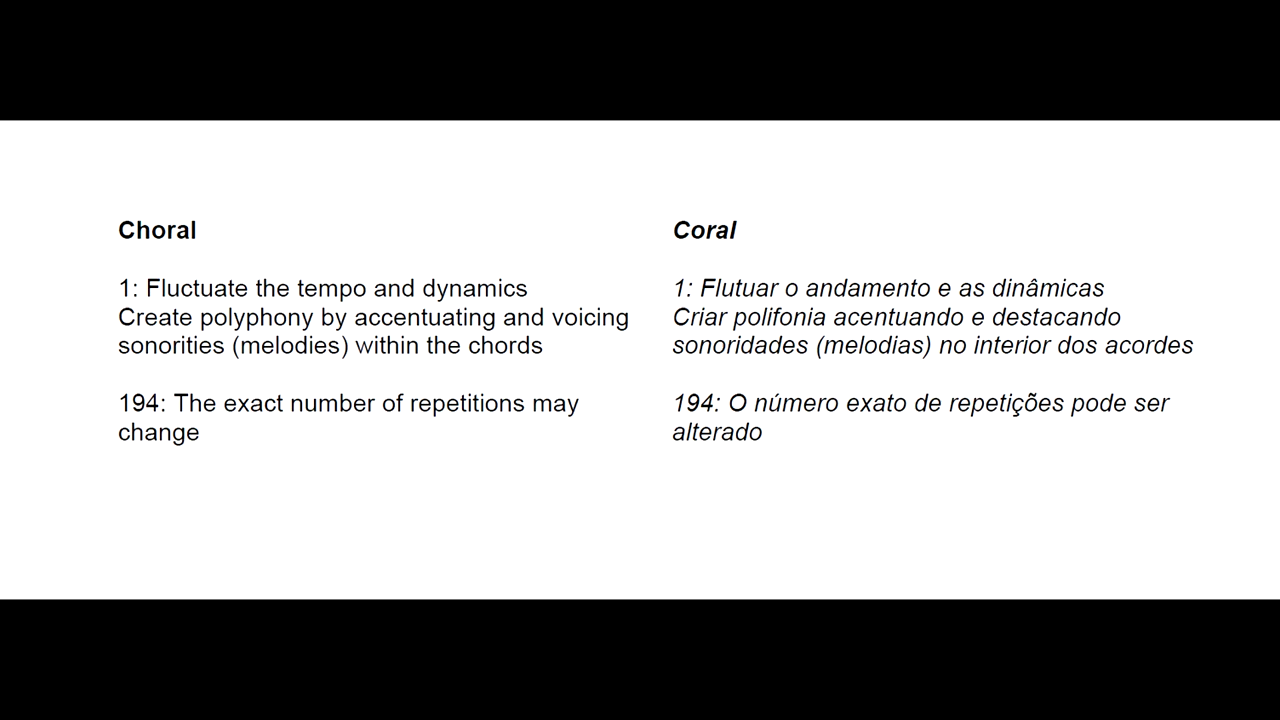 Choral
1: Fluctuate the tempo and dynamics
Create polyphony by accentuating and voicing
sonorities (melodies) within the chords
194: The exact number of repetitions may
change
Coral
1: Flutuar o andamento e as dinâmicas
Criar polifonia acentuando e destacando
sonoridades (melodias) no interior dos acordes
194: O número exato de repetições pode ser
alterado